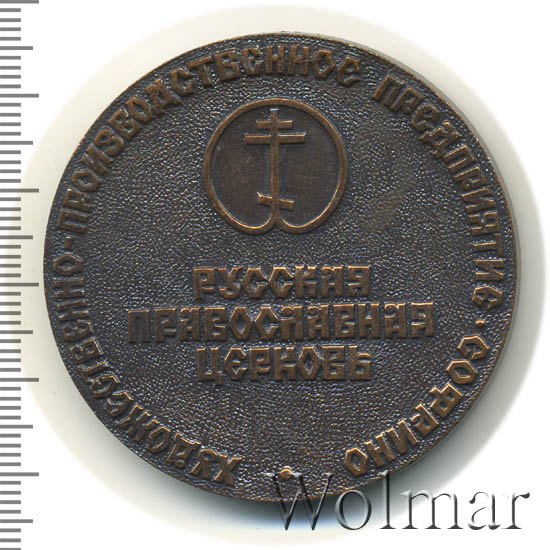 ХУДОЖЕСТВЕННО-ПРОИЗВОДСТВЕННОЕ ПРЕДПРИЯТИЕ·СОФРИНО
РУССКАЯ
ПРАВОСЛАВНАЯ
ЦЕРКОВЬ
Wolmar